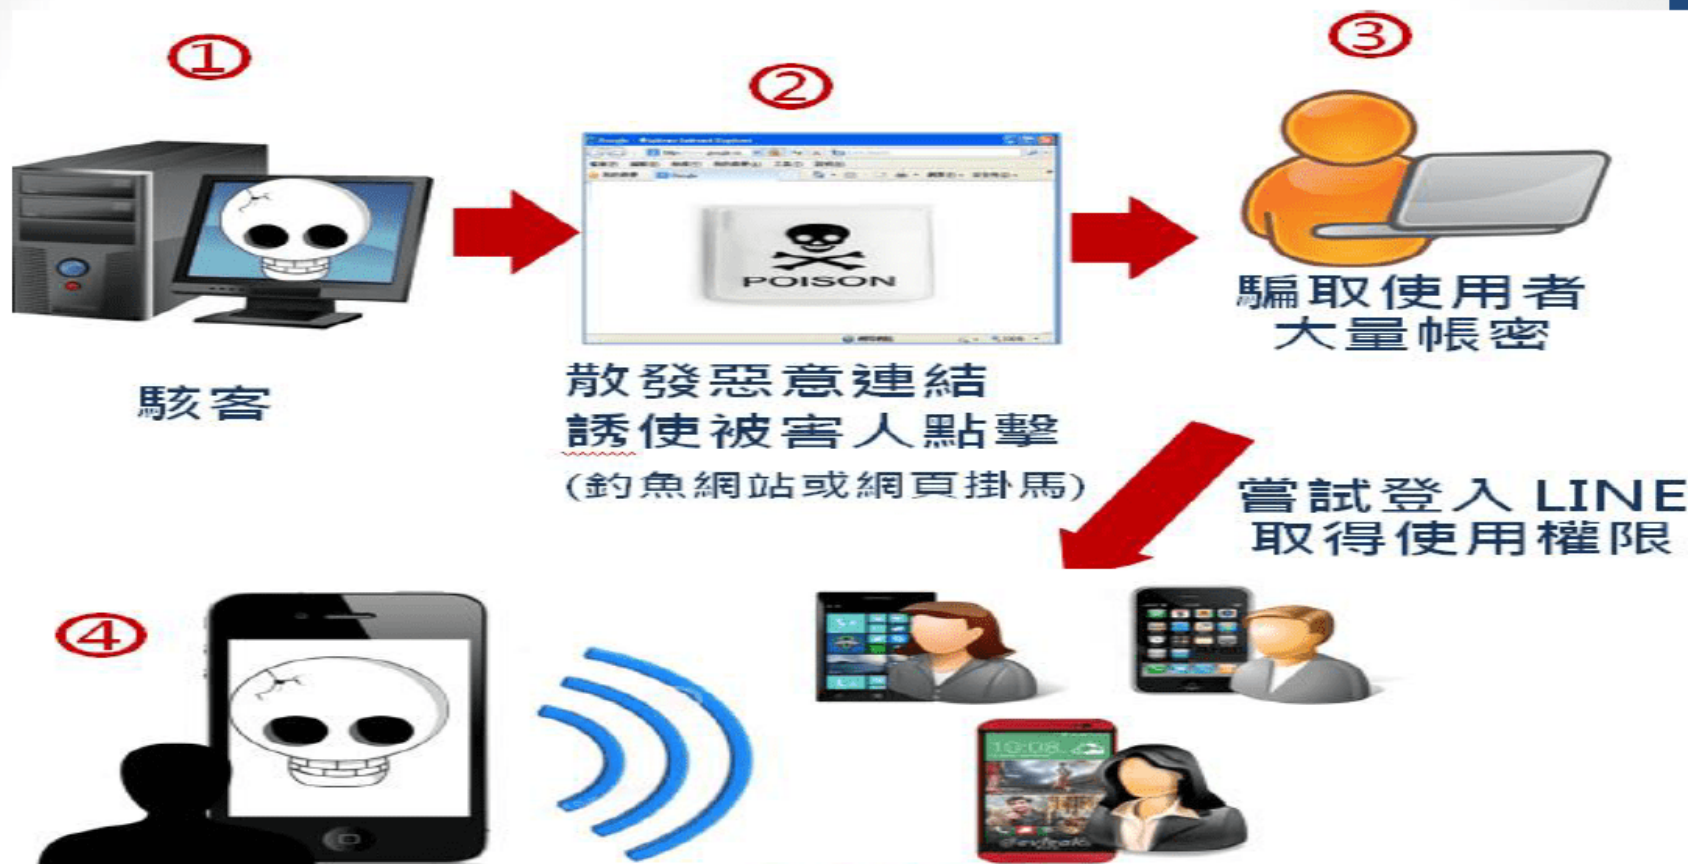 ①
駭客
②
POISON
散發惡意連結
誘使被害人點擊
(釣魚網站或網頁掛馬)
③
騙取使用者
大量帳密
嘗試登入 LINE
取得使用權限
④
10:08